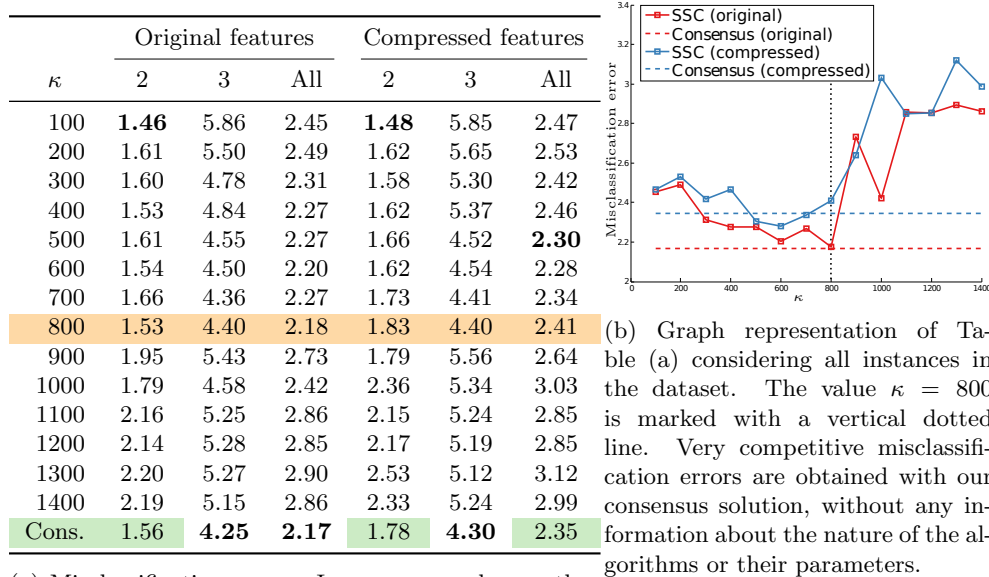 Original features Compressed features
κ 2 3 All 2 3 All
100 1.46 5.86 2.45 1.48 5.85 2.47
200 1.61 5.50 2.49 1.62 5.65 2.53
300 1.60 4.78 2.31 1.58 5.30 2.42
400 1.53 4.84 2.27 1.62 5.37 2.46
500 1.61 4.55 2.27 1.66 4.52 2.30
600 1.54 4.50 2.20 1.62 4.54 2.28
700 1.66 4.36 2.27 1.73 4.41 2.34
800 1.53 4.40 2.18 1.83 4.40 2.41
900 1.95 5.43 2.73 1.79 5.56 2.64
1000 1.79 4.58 2.42 2.36 5.34 3.03
1100 2.16 5.25 2.86 2.15 5.24 2.85
1200 2.14 5.28 2.85 2.17 5.19 2.85
1300 2.20 5.27 2.90 2.53 5.12 3.12
1400 2.19 5.15 2.86 2.33 5.24 2.99
Cons. 1.56 4.25 2.17 1.78 4.30 2.35
3.4
3.2
3
2.8
2.6
2.4
2.2
2
Misclassification error
SSC (original)
Consensus (original)
SSC (compressed)
Consensus (compressed)
0 200 400 600 800 1000 1200 1400
κ
(b) Graph representation of Ta-
ble (a) considering all instances in
the dataset. The value κ = 800
is marked with a vertical dotted
line. Very competitive misclassifi-
cation errors are obtained with our
consensus solution, without any in-
formation about the nature of the al-
gorithms or their parameters.